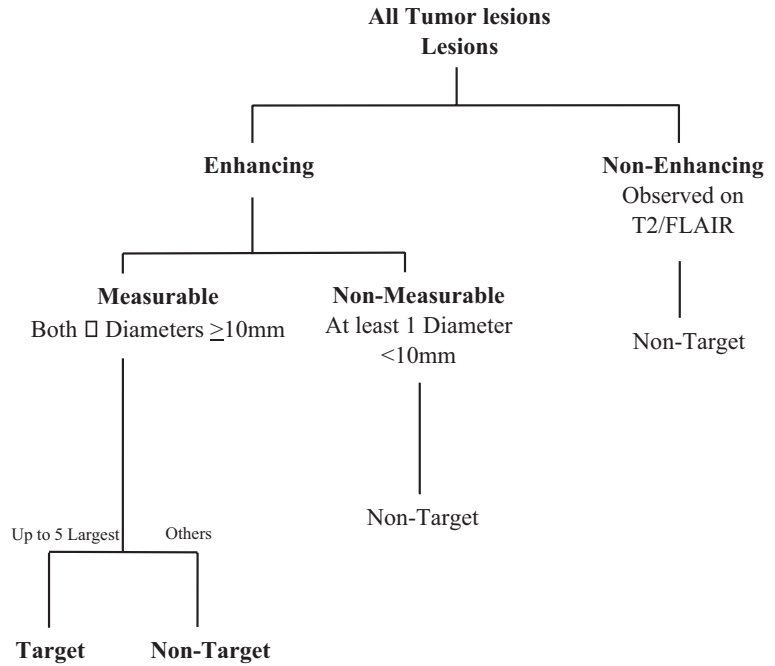 All Tumor lesions
Lesions
Enhancing
Non-Enhancing
Observed on
T2/FLAIR
Measurable
Both □ Diameters ≥10mm
Non-Measurable
At least 1 Diameter
<10mm
Non-Target
Non-Target
Up to 5 Largest
Others
Target
Non-Target